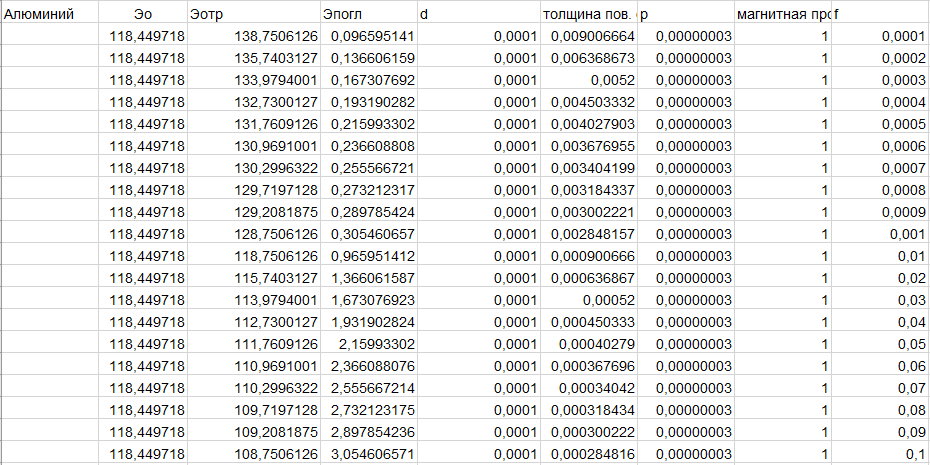 Алюминий Эо Эотр Эпогл d толщина пов. p магнитная про f
118,449718 138,7506126 0,096595141 0,0001 0,009006664 0,00000003 1 0,0001
118,449718 135,7403127 0,136606159 0,0001 0,006368673 0,00000003 1 0,0002
118,449718 133,9794001 0,167307692 0,0001 0,0052 0,00000003 1 0,0003
118,449718 132,7300127 0,193190282 0,0001 0,004503332 0,00000003 1 0,0004
118,449718 131,7609126 0,215993302 0,0001 0,004027903 0,00000003 1 0,0005
118,449718 130,9691001 0,236608808 0,0001 0,003676955 0,00000003 1 0,0006
118,449718 130,2996322 0,255566721 0,0001 0,003404199 0,00000003 1 0,0007
118,449718 129,7197128 0,273212317 0,0001 0,003184337 0,00000003 1 0,0008
118,449718 129,2081875 0,289785424 0,0001 0,003002221 0,00000003 1 0,0009
118,449718 128,7506126 0,305460657 0,0001 0,002848157 0,00000003 1 0,001
118,449718 118,7506126 0,965951412 0,0001 0,000900666 0,00000003 1 0,01
118,449718 115,7403127 1,366061587 0,0001 0,000636867 0,00000003 1 0,02
118,449718 113,9794001 1,673076923 0,0001 0,00052 0,00000003 1 0,03
118,449718 112,7300127 1,931902824 0,0001 0,000450333 0,00000003 1 0,04
118,449718 111,7609126 2,15993302 0,0001 0,00040279 0,00000003 1 0,05
118,449718 110,9691001 2,366088076 0,0001 0,000367696 0,00000003 1 0,06
118,449718 110,2996322 2,555667214 0,0001 0,00034042 0,00000003 1 0,07
118,449718 109,7197128 2,732123175 0,0001 0,000318434 0,00000003 1 0,08
118,449718 109,2081875 2,897854236 0,0001 0,000300222 0,00000003 1 0,09
118,449718 108,7506126 3,054606571 0,0001 0,000284816 0,00000003 1 0,1